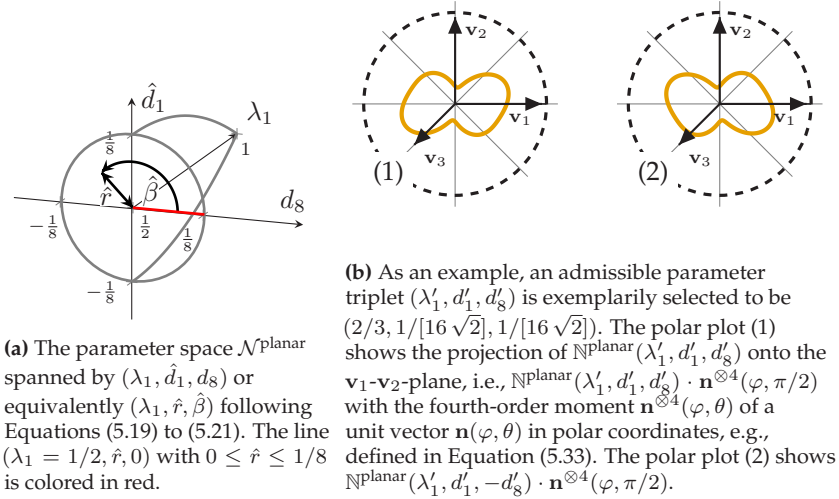 d̂₁
λ₁
1/8
1
β̂
r̂
d₈
−1/8
1/2
1/8
−1/8
(a) The parameter space 𝒩^planar
spanned by (λ₁, d̂₁, d₈) or
equivalently (λ₁, r̂, β̂) following
Equations (5.19) to (5.21). The line
(λ₁ = 1/2, r̂, 0) with 0 ≤ r̂ ≤ 1/8
is colored in red.
v₂
v₁
v₃
(1)
v₂
v₁
v₃
(2)
(b) As an example, an admissible parameter
triplet (λ′₁, d′₁, d′₈) is exemplarily selected to be
(2/3, 1/[16 √2], 1/[16 √2]). The polar plot (1)
shows the projection of ℕ^planar(λ′₁, d′₁, d′₈) onto the
v₁-v₂-plane, i.e., ℕ^planar(λ′₁, d′₁, d′₈) · n^⊗4(φ, π/2)
with the fourth-order moment n^⊗4(φ, θ) of a
unit vector n(φ, θ) in polar coordinates, e.g.,
defined in Equation (5.33). The polar plot (2) shows
ℕ^planar(λ′₁, d′₁, −d′₈) · n^⊗4(φ, π/2).